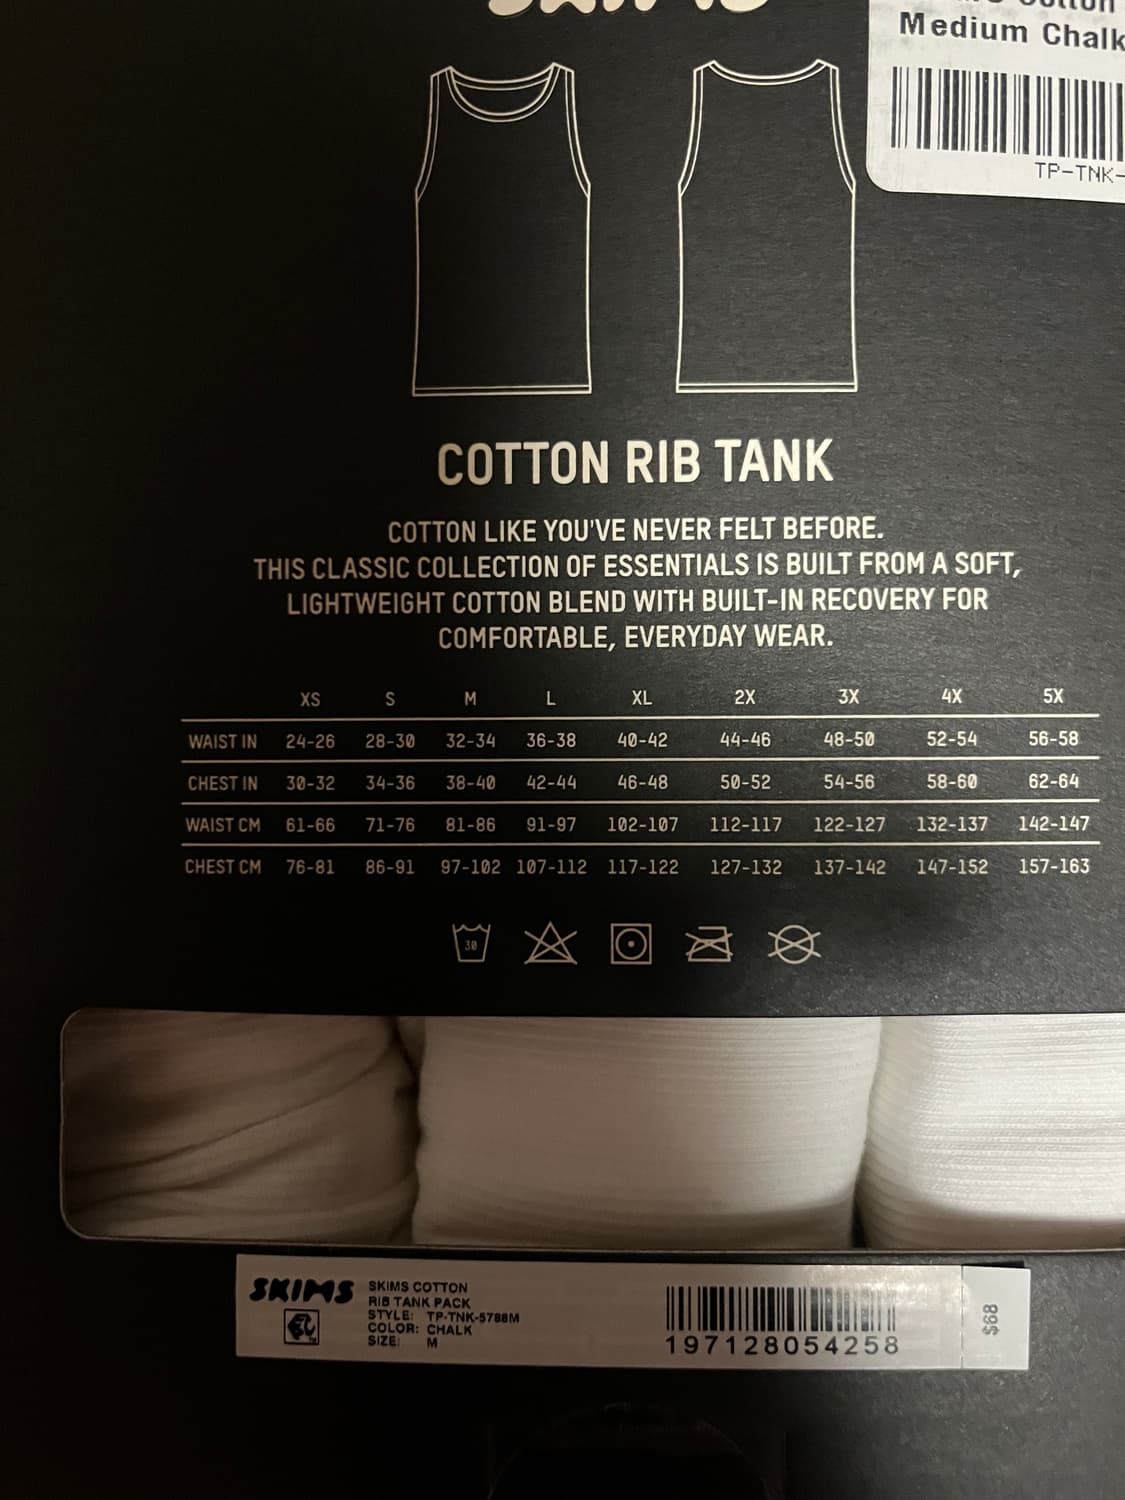 SKIMS
Cotton
Medium Chalk
TP-TNK-
COTTON RIB TANK
COTTON LIKE YOU'VE NEVER FELT BEFORE.
THIS CLASSIC COLLECTION OF ESSENTIALS IS BUILT FROM A SOFT,
LIGHTWEIGHT COTTON BLEND WITH BUILT-IN RECOVERY FOR
COMFORTABLE, EVERYDAY WEAR.
XS S M L XL 2X 3X 4X 5X
WAIST IN 24-26 28-30 32-34 36-38 40-42 44-46 48-50 52-54 56-58
CHEST IN 30-32 34-36 38-40 42-44 46-48 50-52 54-56 58-60 62-64
WAIST CM 61-66 71-76 81-86 91-97 102-107 112-117 122-127 132-137 142-147
CHEST CM 76-81 86-91 97-102 107-112 117-122 127-132 137-142 147-152 157-163
30
SKIMS
SKIMS COTTON
RIB TANK PACK
STYLE: TP-TNK-5788M
COLOR: CHALK
SIZE: M
197128054258
$68